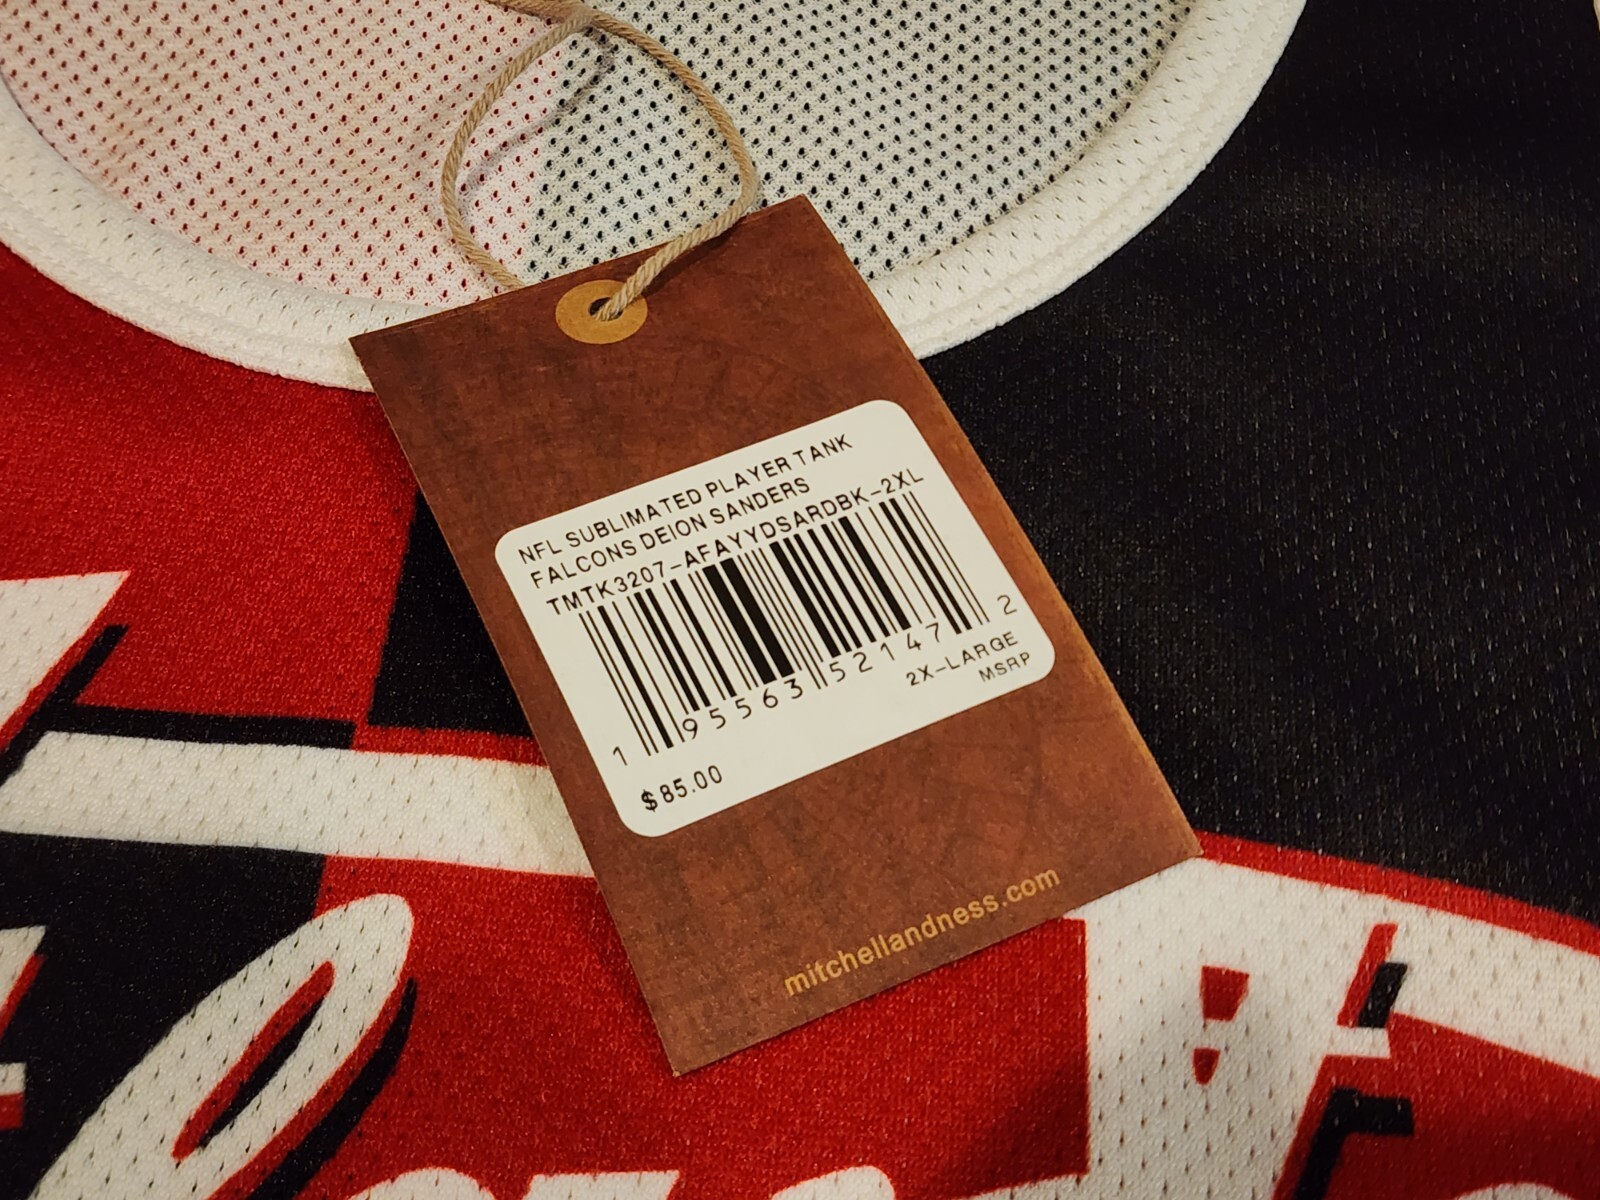 NFL SUBLIMATED PLAYER TANK
FALCONS DEION SANDERS
TMTK3207-AFAYYDSARDBK-2XL
1 95563 52147 2
2X-LARGE
MSRP
$85.00
mitchellandness.com